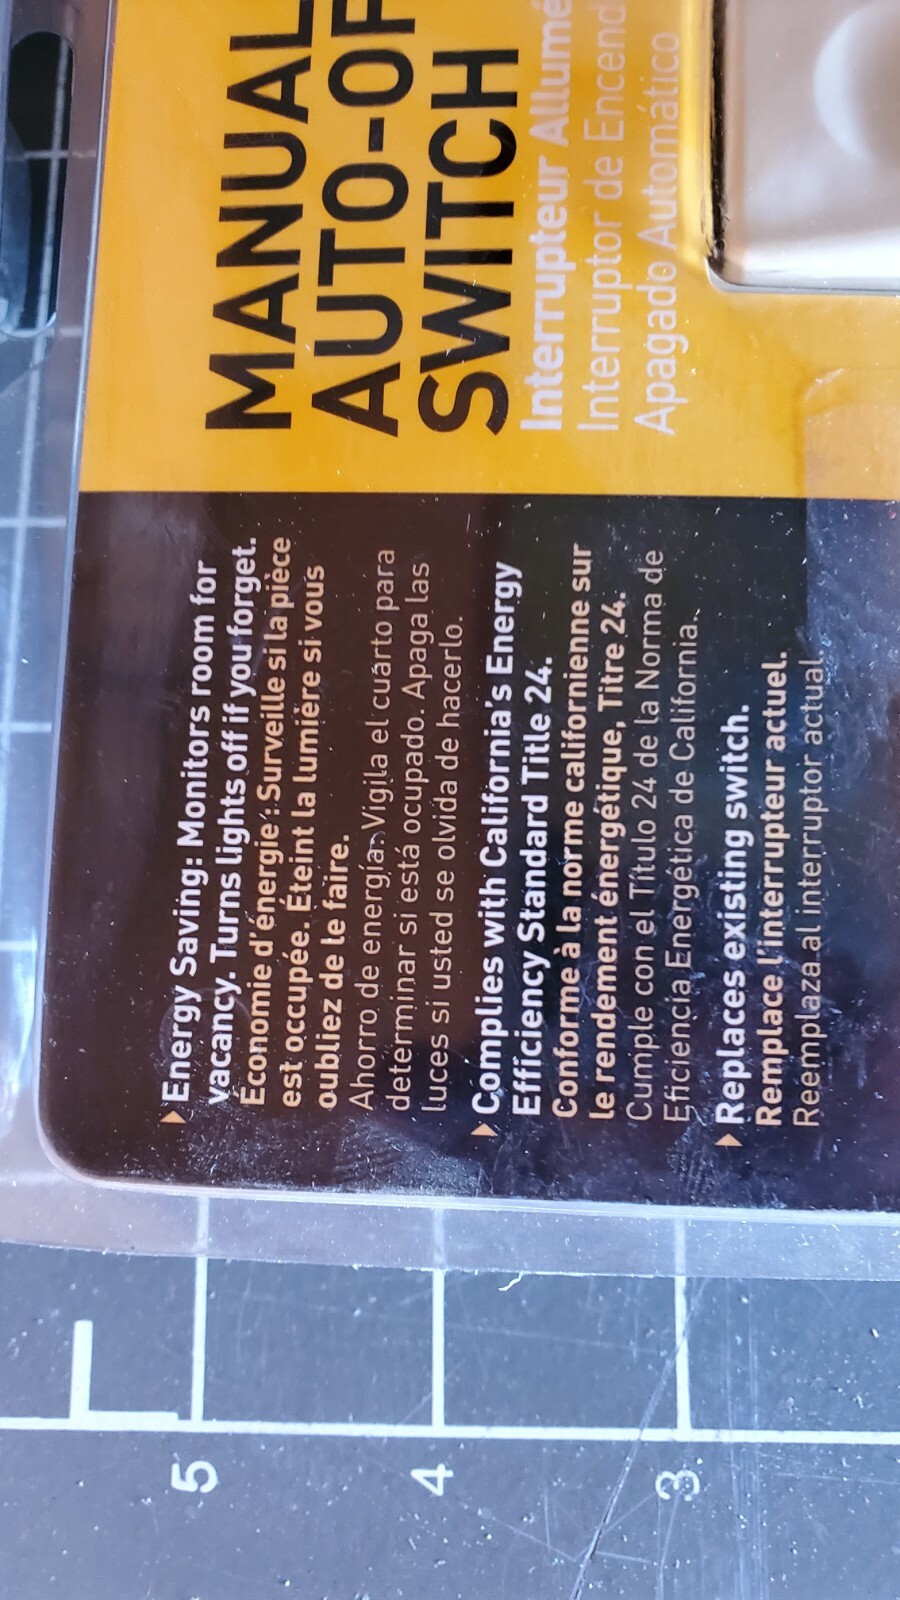 MANUAL
AUTO-OF
SWITCH
Interrupteur Allumé
Interruptor de Encend
Apagado Automático
Energy Saving: Monitors room for
vacancy. Turns lights off if you forget.
Économie d'énergie : Surveille si la pièce
est occupée. Éteint la lumière si vous
oubliez de le faire.
Ahorro de energía: Vigila el cuarto para
determinar si está ocupado. Apaga las
luces si usted se olvida de hacerlo.
Complies with California's Energy
Efficiency Standard Title 24.
Conforme à la norme californienne sur
le rendement énergétique, Titre 24.
Cumple con el Título 24 de la Norma de
Eficiencia Energética de California.
Replaces existing switch.
Remplace l'interrupteur actuel.
Reemplaza al interruptor actual.
5
4
3